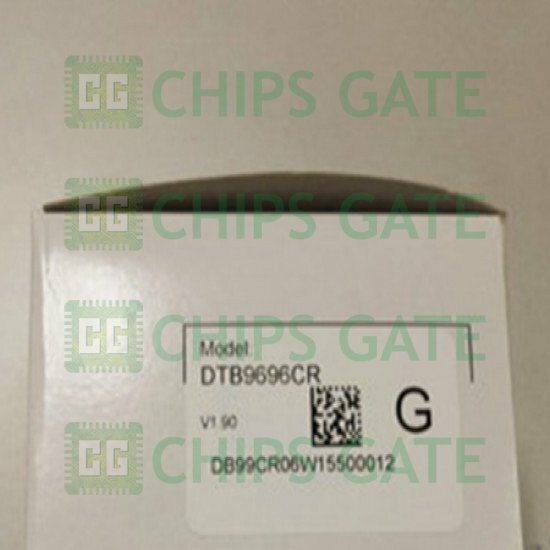 CG CHIPS GATE
CG CHIPS GATE
CG CHIPS GATE
Model
DTB9696CR
V1.90
G
DB99CR06W15500012
CG CHIPS GATE